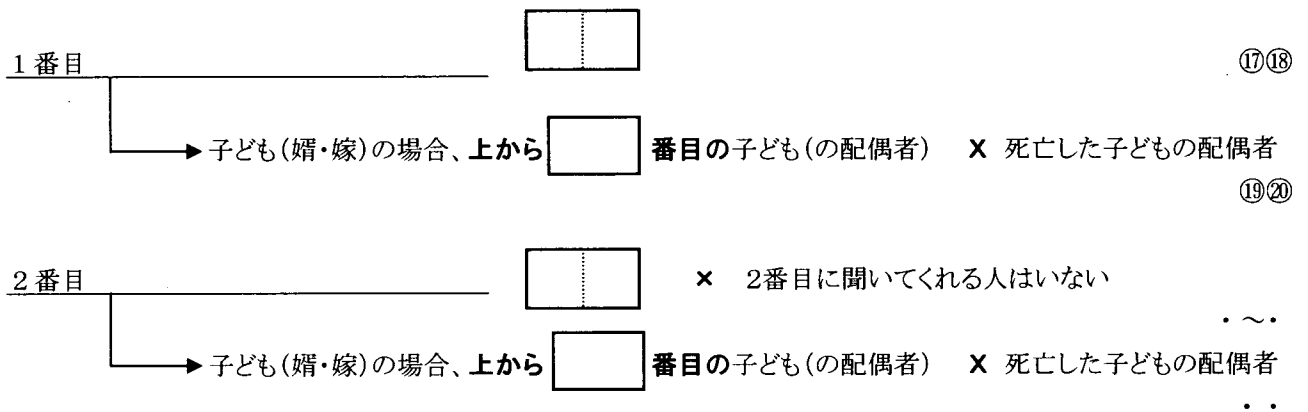 1番目 ⑰⑱
子ども(婿・嫁)の場合、上から 番目の子ども(の配偶者) X 死亡した子どもの配偶者
⑲⑳
2番目 × 2番目に聞いてくれる人はいない
・～・
子ども(婿・嫁)の場合、上から 番目の子ども(の配偶者) X 死亡した子どもの配偶者
・・